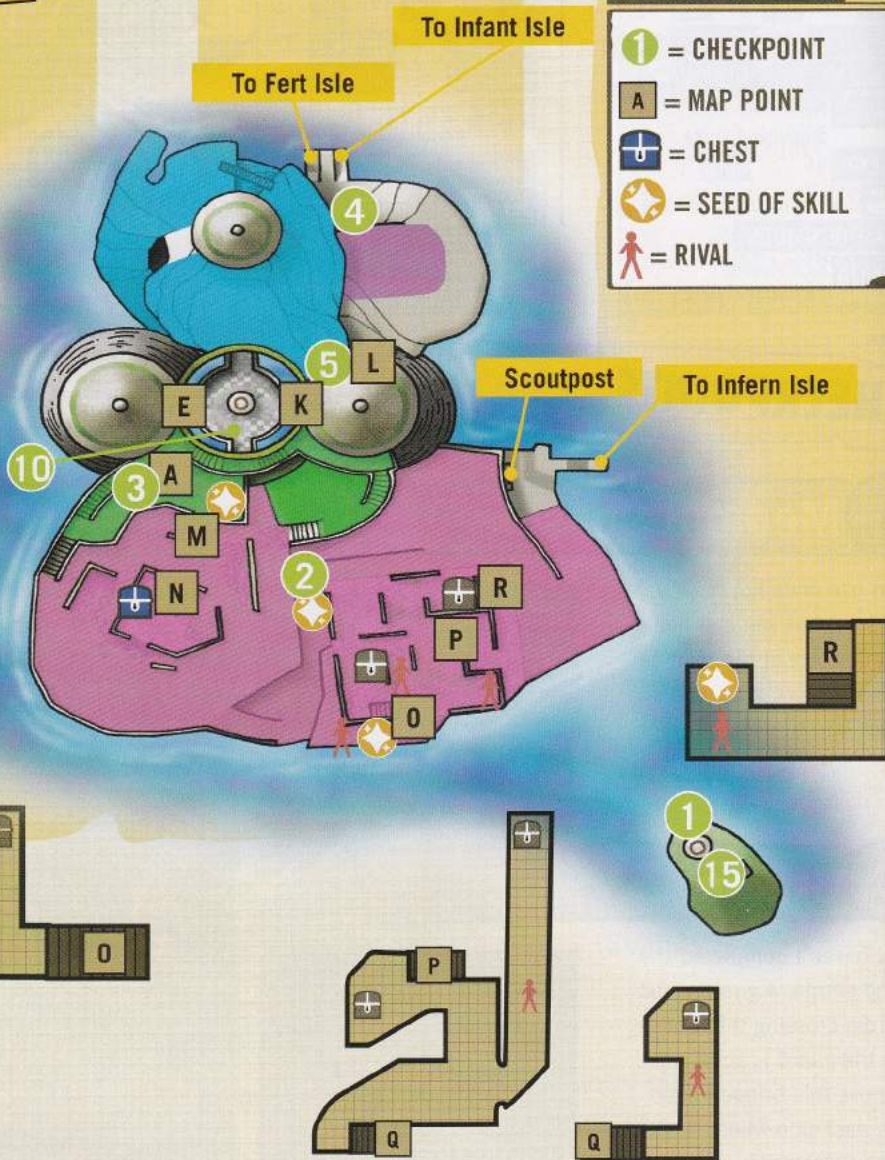 To Infant Isle
To Fert Isle
1 = CHECKPOINT
A = MAP POINT
= CHEST
= SEED OF SKILL
= RIVAL
4
5
L
Scoutpost
To Infern Isle
E
K
10
3
A
M
2
N
R
P
O
R
1
15
O
P
Q
Q